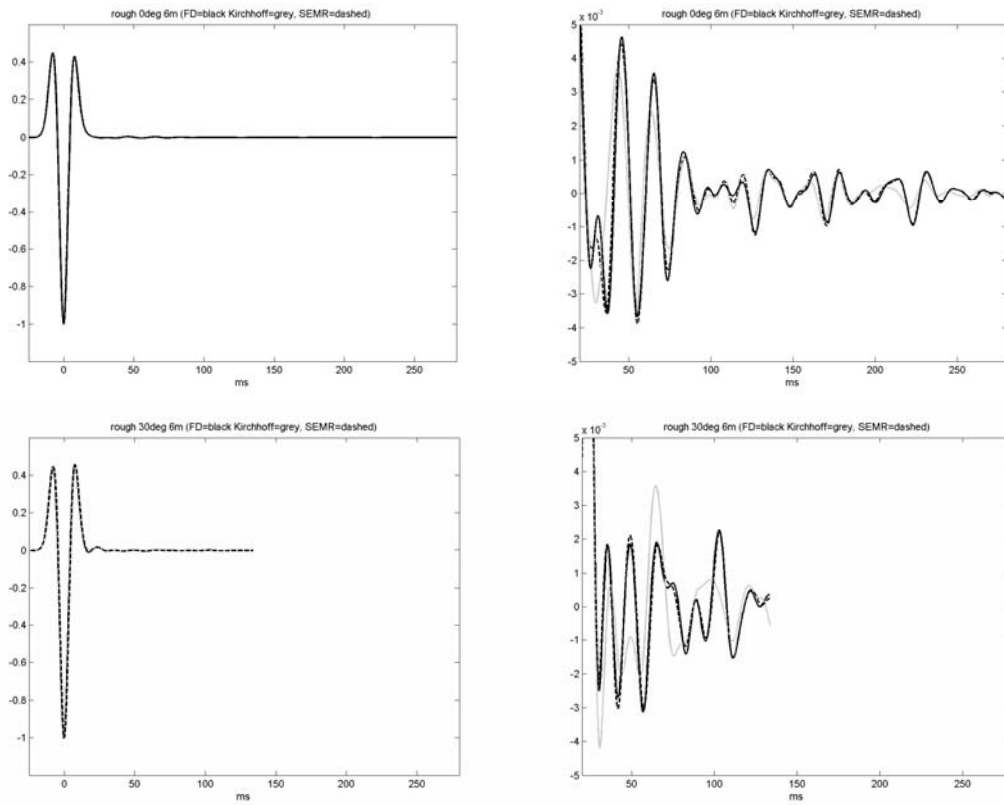 rough 0deg 6m (FD=black Kirchhoff=grey, SEMR=dashed)
0.4
0.2
0
-0.2
-0.4
-0.6
-0.8
-1
0 50 100 150 200 250
ms
rough 0deg 6m (FD=black Kirchhoff=grey, SEMR=dashed)
x 10⁻³
5
4
3
2
1
0
-1
-2
-3
-4
-5
50 100 150 200 250
ms
rough 30deg 6m (FD=black Kirchhoff=grey, SEMR=dashed)
0.4
0.2
0
-0.2
-0.4
-0.6
-0.8
-1
0 50 100 150 200 250
ms
rough 30deg 6m (FD=black Kirchhoff=grey, SEMR=dashed)
x 10⁻³
5
4
3
2
1
0
-1
-2
-3
-4
-5
50 100 150 200 250
ms